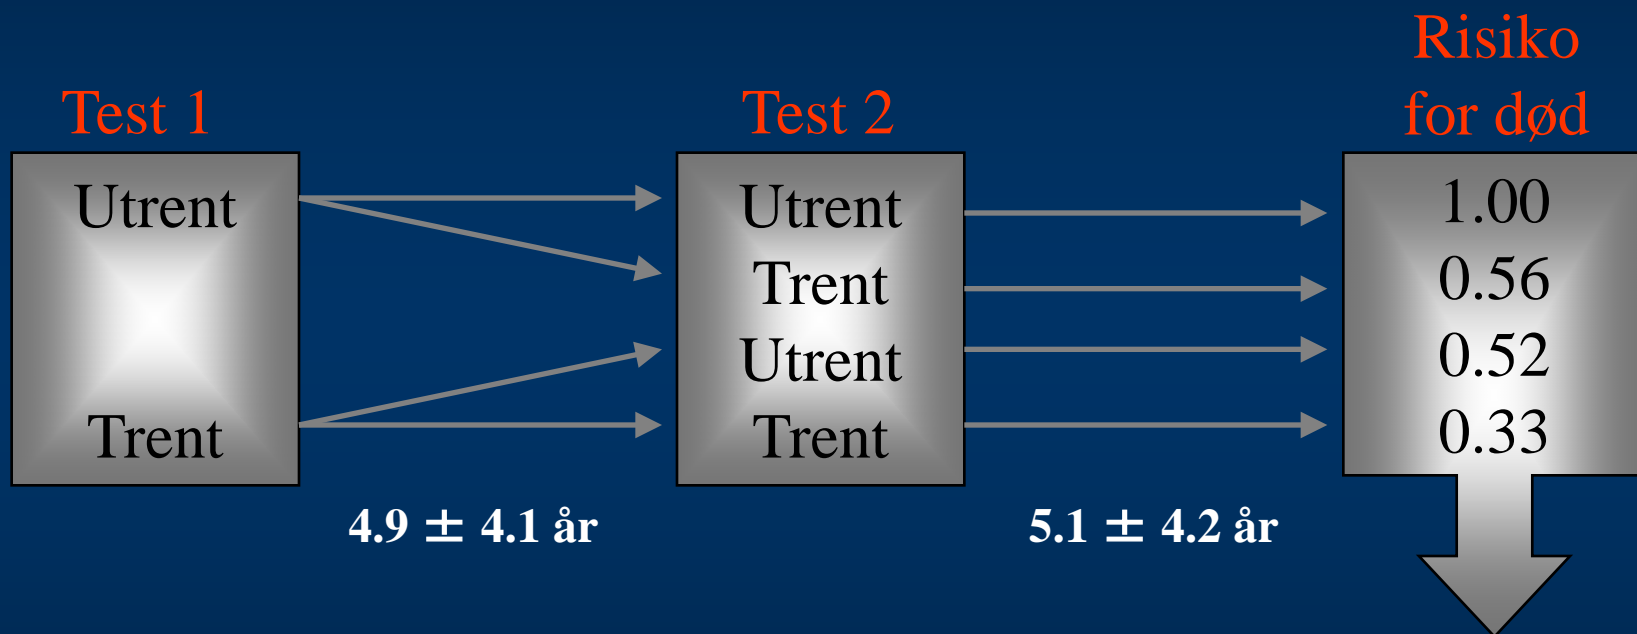 Test 1
Utrent
Trent
4.9 ± 4.1 år
Test 2
Utrent
Trent
Utrent
Trent
5.1 ± 4.2 år
Risiko
for død
1.00
0.56
0.52
0.33